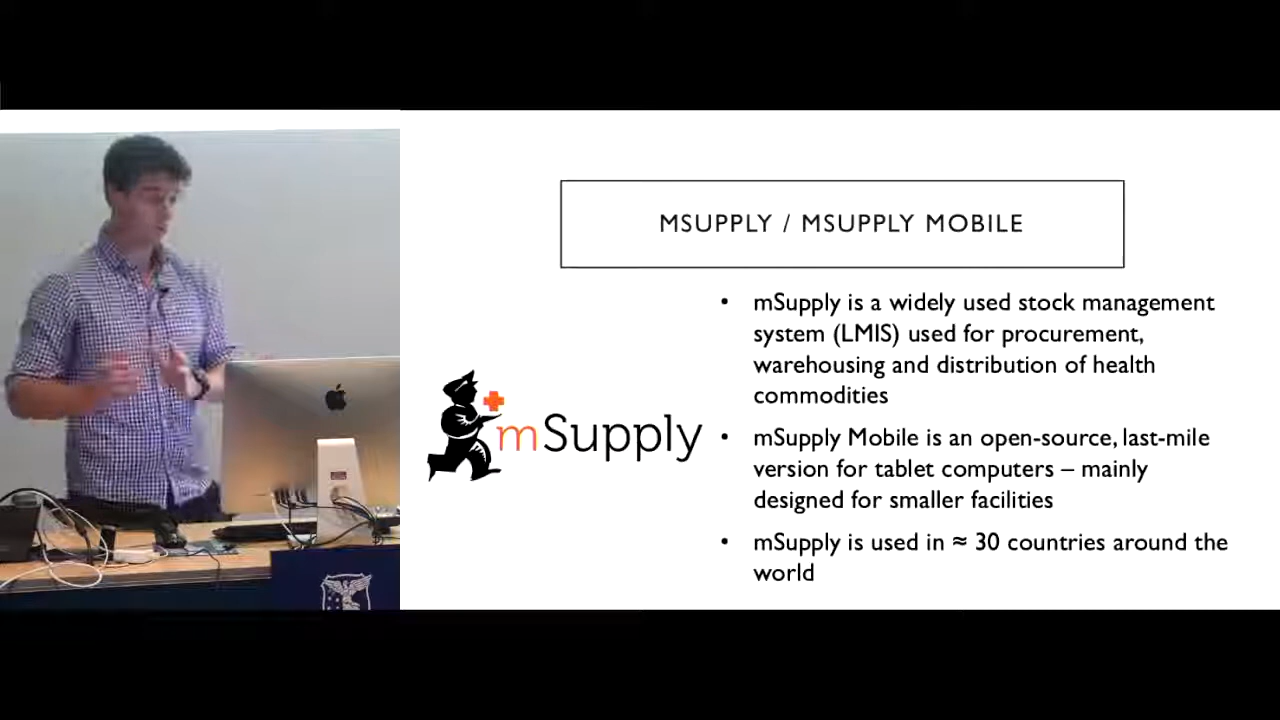 MSUPPLY / MSUPPLY MOBILE
• mSupply is a widely used stock management
system (LMIS) used for procurement,
warehousing and distribution of health
commodities
mSupply
• mSupply Mobile is an open-source, last-mile
version for tablet computers – mainly
designed for smaller facilities
• mSupply is used in ≈ 30 countries around the
world